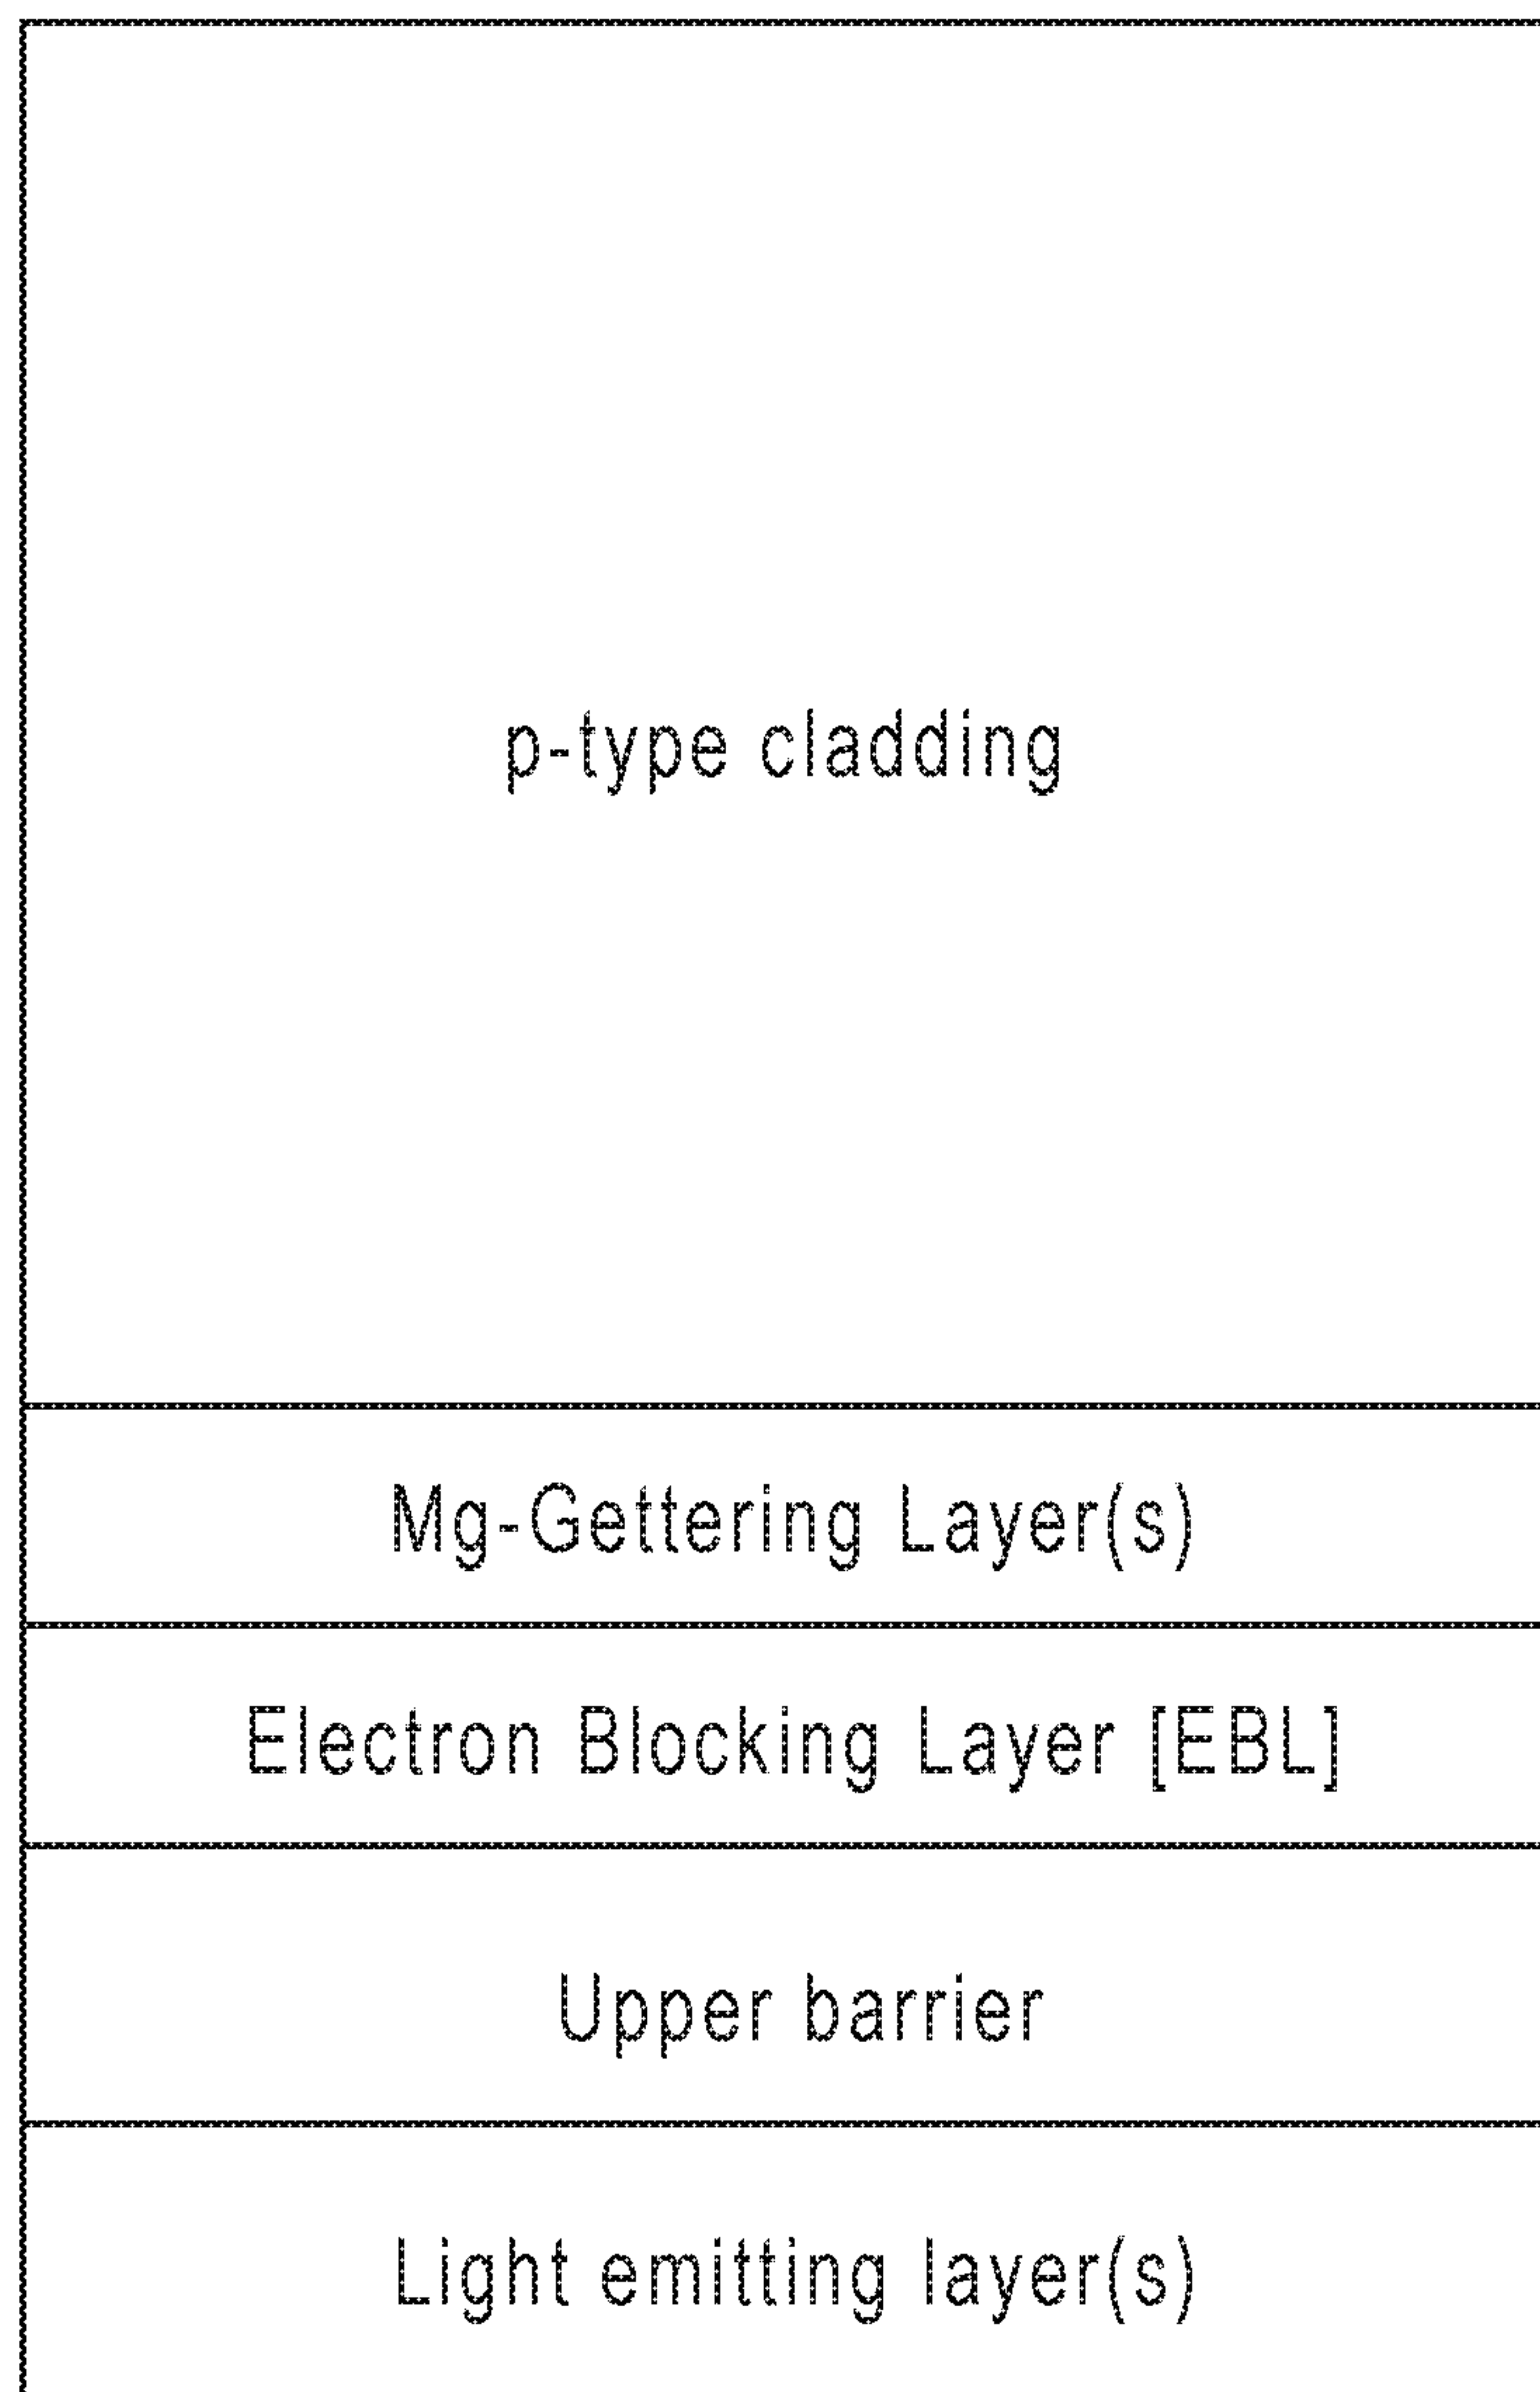 p-type cladding
Mg-Gettering Layer(s)
Electron Blocking Layer [EBL]
Upper barrier
Light emitting layer(s)